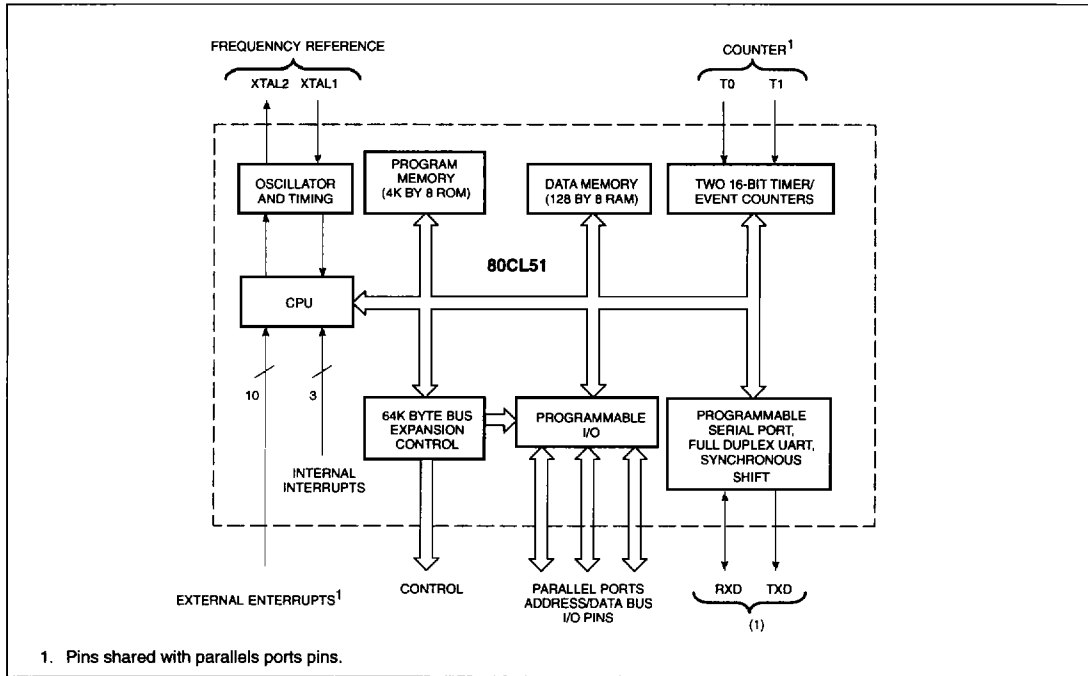 FREQUENNCY REFERENCE
COUNTER1
XTAL2 XTAL1
T0 T1
OSCILLATOR
AND TIMING
PROGRAM
MEMORY
(4K BY 8 ROM)
DATA MEMORY
(128 BY 8 RAM)
TWO 16-BIT TIMER/
EVENT COUNTERS
80CL51
CPU
10
3
64K BYTE BUS
EXPANSION
CONTROL
PROGRAMMABLE
I/O
PROGRAMMABLE
SERIAL PORT,
FULL DUPLEX UART,
SYNCHRONOUS
SHIFT
INTERNAL
INTERRUPTS
EXTERNAL ENTERRUPTS1
CONTROL
PARALLEL PORTS
ADDRESS/DATA BUS
I/O PINS
RXD TXD
(1)
1. Pins shared with parallels ports pins.